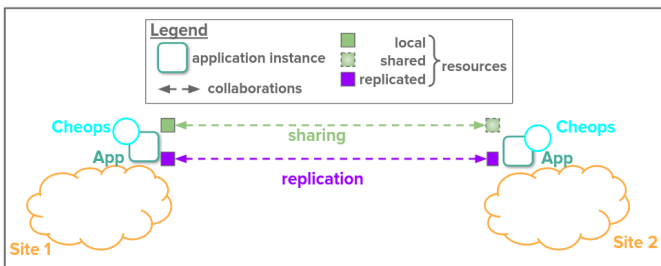 Legend
application instance
collaborations
local
shared
replicated
resources
Cheops
App
sharing
replication
Cheops
App
Site 1
Site 2